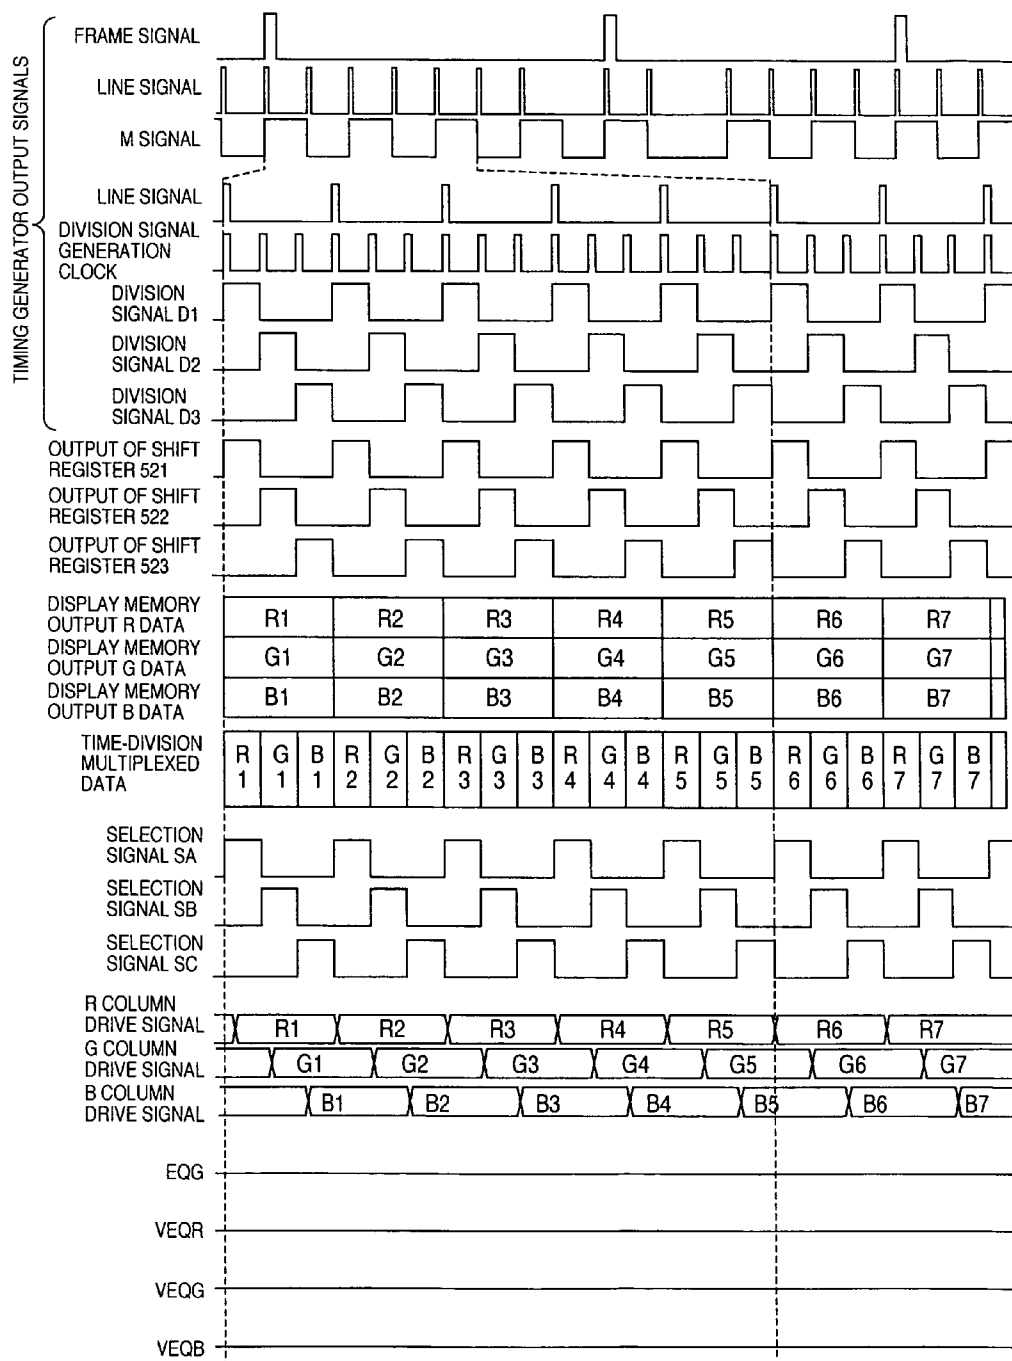 TIMING GENERATOR OUTPUT SIGNALS
FRAME SIGNAL
LINE SIGNAL
M SIGNAL
LINE SIGNAL
DIVISION SIGNAL
GENERATION
CLOCK
DIVISION
SIGNAL D1
DIVISION
SIGNAL D2
DIVISION
SIGNAL D3
OUTPUT OF SHIFT
REGISTER 521
OUTPUT OF SHIFT
REGISTER 522
OUTPUT OF SHIFT
REGISTER 523
DISPLAY MEMORY
OUTPUT R DATA
R1 R2 R3 R4 R5 R6 R7
DISPLAY MEMORY
OUTPUT G DATA
G1 G2 G3 G4 G5 G6 G7
DISPLAY MEMORY
OUTPUT B DATA
B1 B2 B3 B4 B5 B6 B7
TIME-DIVISION
MULTIPLEXED
DATA
R G B R G B R G B R G B R G B R G B R G B
1 1 1 2 2 2 3 3 3 4 4 4 5 5 5 6 6 6 7 7 7
SELECTION
SIGNAL SA
SELECTION
SIGNAL SB
SELECTION
SIGNAL SC
R COLUMN
DRIVE SIGNAL
R1 R2 R3 R4 R5 R6 R7
G COLUMN
DRIVE SIGNAL
G1 G2 G3 G4 G5 G6 G7
B COLUMN
DRIVE SIGNAL
B1 B2 B3 B4 B5 B6 B7
EQG
VEQR
VEQG
VEQB